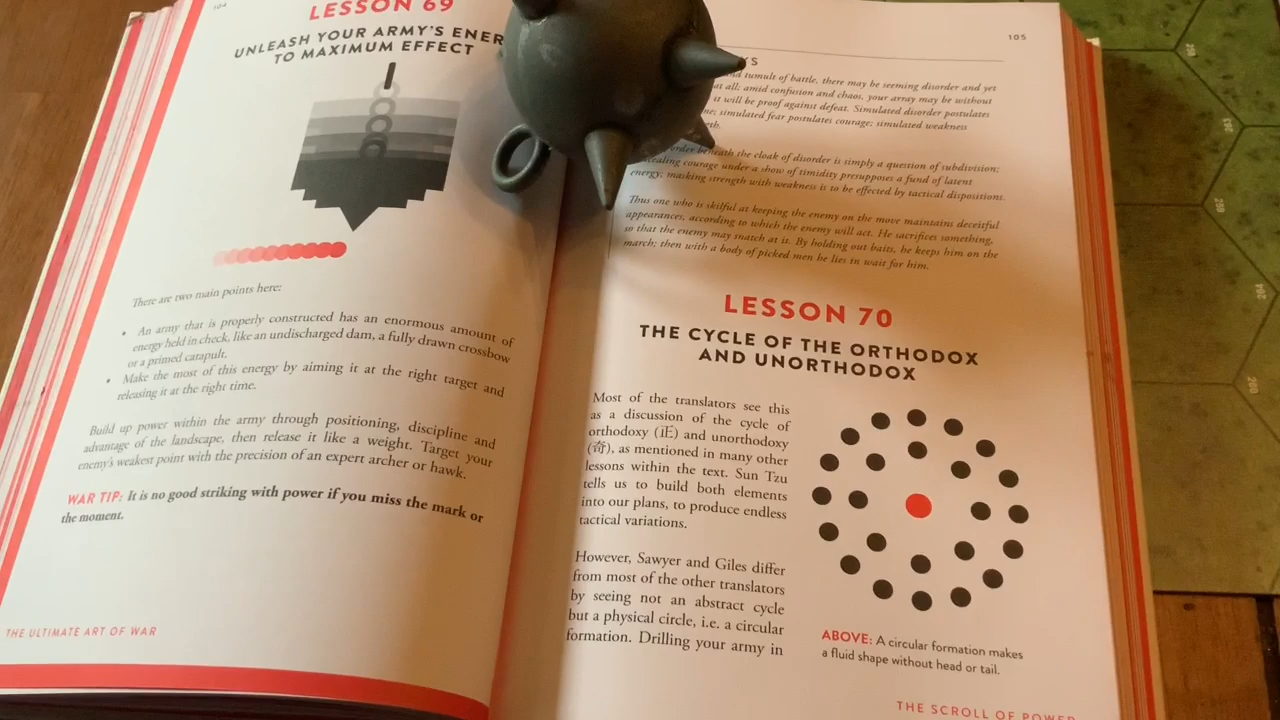 104
LESSON 69
UNLEASH YOUR ARMY'S ENER
TO MAXIMUM EFFECT
There are two main points here:
• An army that is properly constructed has an enormous amount of
energy held in check, like an undischarged dam, a fully drawn crossbow
or a primed catapult.
• Make the most of this energy by aiming it at the right target and
releasing it at the right time.
Build up power within the army through positioning, discipline and
advantage of the landscape, then release it like a weight. Target your
enemy's weakest point with the precision of an expert archer or hawk.
WAR TIP: It is no good striking with power if you miss the mark or
the moment.
THE ULTIMATE ART OF WAR
105
YS
nd tumult of battle, there may be seeming disorder and yet
at all; amid confusion and chaos, your array may be without
it will be proof against defeat. Simulated disorder postulates
ne; simulated fear postulates courage; simulated weakness
eth.
order beneath the cloak of disorder is simply a question of subdivision;
cealing courage under a show of timidity presupposes a fund of latent
energy; masking strength with weakness is to be effected by tactical dispositions.
Thus one who is skilful at keeping the enemy on the move maintains deceitful
appearances, according to which the enemy will act. He sacrifices something,
so that the enemy may snatch at it. By holding out baits, he keeps him on the
march; then with a body of picked men he lies in wait for him.
LESSON 70
THE CYCLE OF THE ORTHODOX
AND UNORTHODOX
Most of the translators see this
as a discussion of the cycle of
orthodoxy (正) and unorthodoxy
(奇), as mentioned in many other
lessons within the text. Sun Tzu
tells us to build both elements
into our plans, to produce endless
tactical variations.
However, Sawyer and Giles differ
from most of the other translators
by seeing not an abstract cycle
but a physical circle, i.e. a circular
formation. Drilling your army in
ABOVE: A circular formation makes
a fluid shape without head or tail.
THE SCROLL OF POWER
259
260